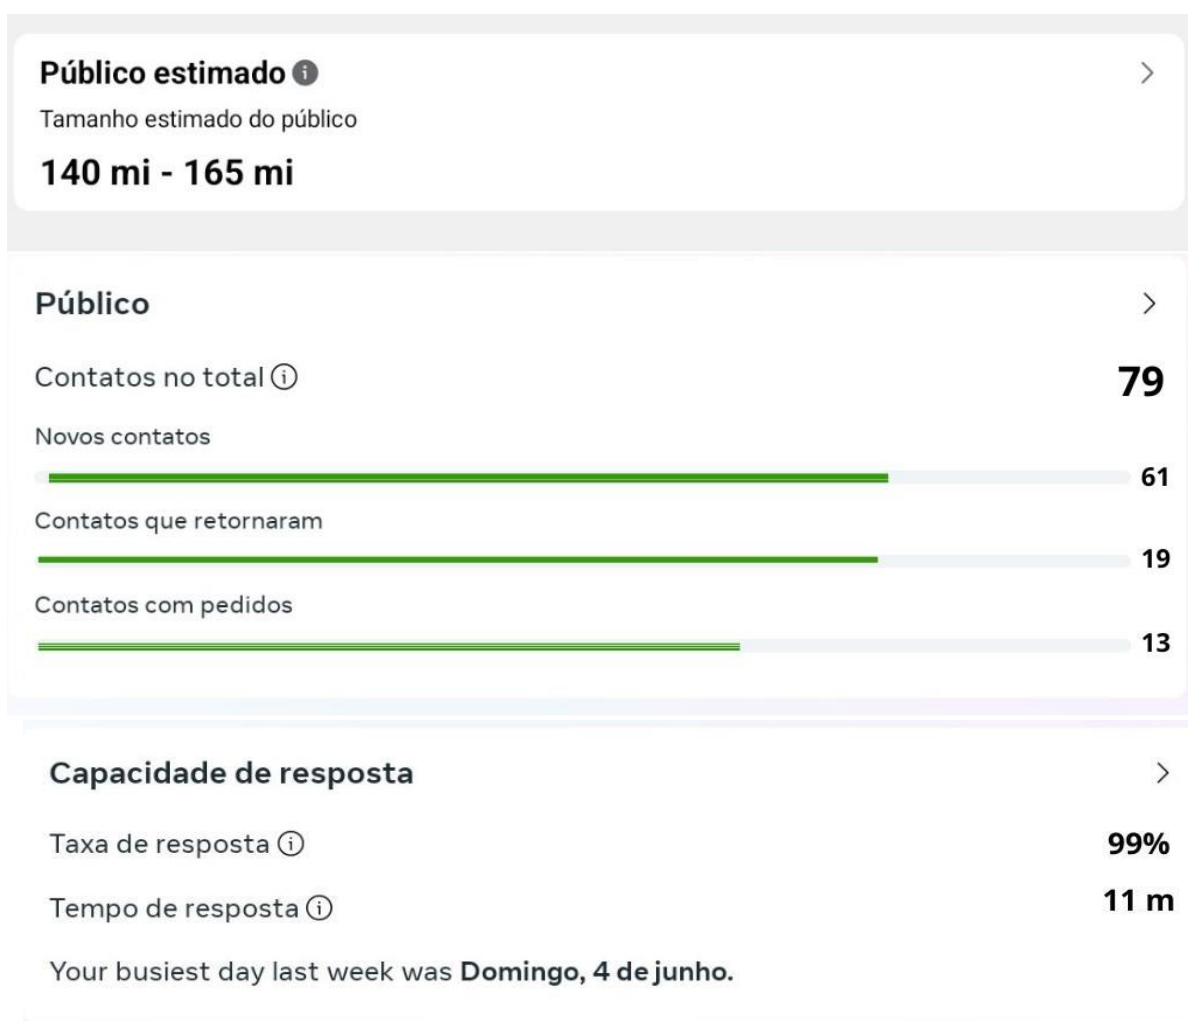 Público estimado
Tamanho estimado do público
140 mi - 165 mi
Público
Contatos no total
79
Novos contatos
61
Contatos que retornaram
19
Contatos com pedidos
13
Capacidade de resposta
Taxa de resposta
99%
Tempo de resposta
11 m
Your busiest day last week was Domingo, 4 de junho.